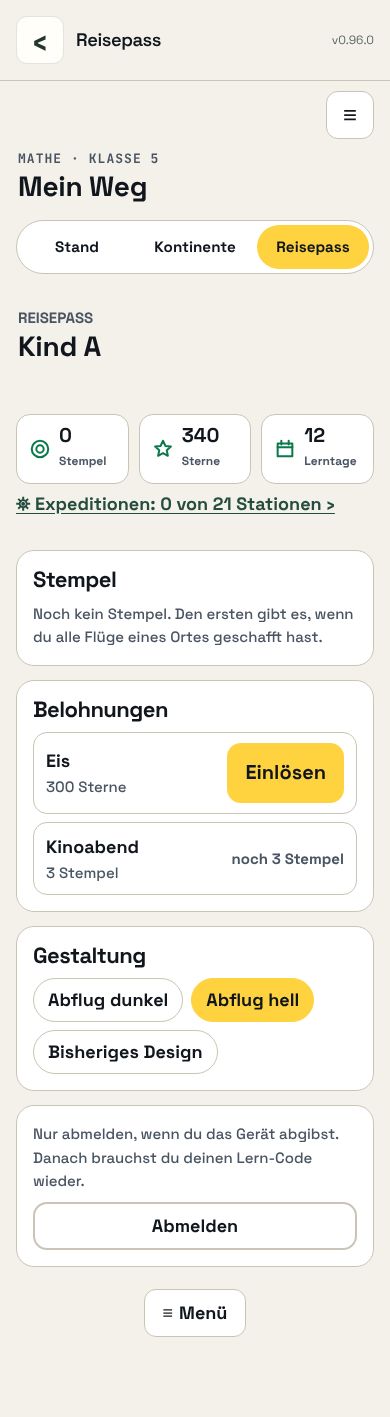 < Reisepass v0.96.0
≡
MATHE · KLASSE 5
Mein Weg
Stand Kontinente Reisepass
REISEPASS
Kind A
0 340 12
Stempel Sterne Lerntage
⎈ Expeditionen: 0 von 21 Stationen >
Stempel
Noch kein Stempel. Den ersten gibt es, wenn
du alle Flüge eines Ortes geschafft hast.
Belohnungen
Eis
300 Sterne
Einlösen
Kinoabend
3 Stempel
noch 3 Stempel
Gestaltung
Abflug dunkel Abflug hell
Bisheriges Design
Nur abmelden, wenn du das Gerät abgibst.
Danach brauchst du deinen Lern-Code
wieder.
Abmelden
≡ Menü